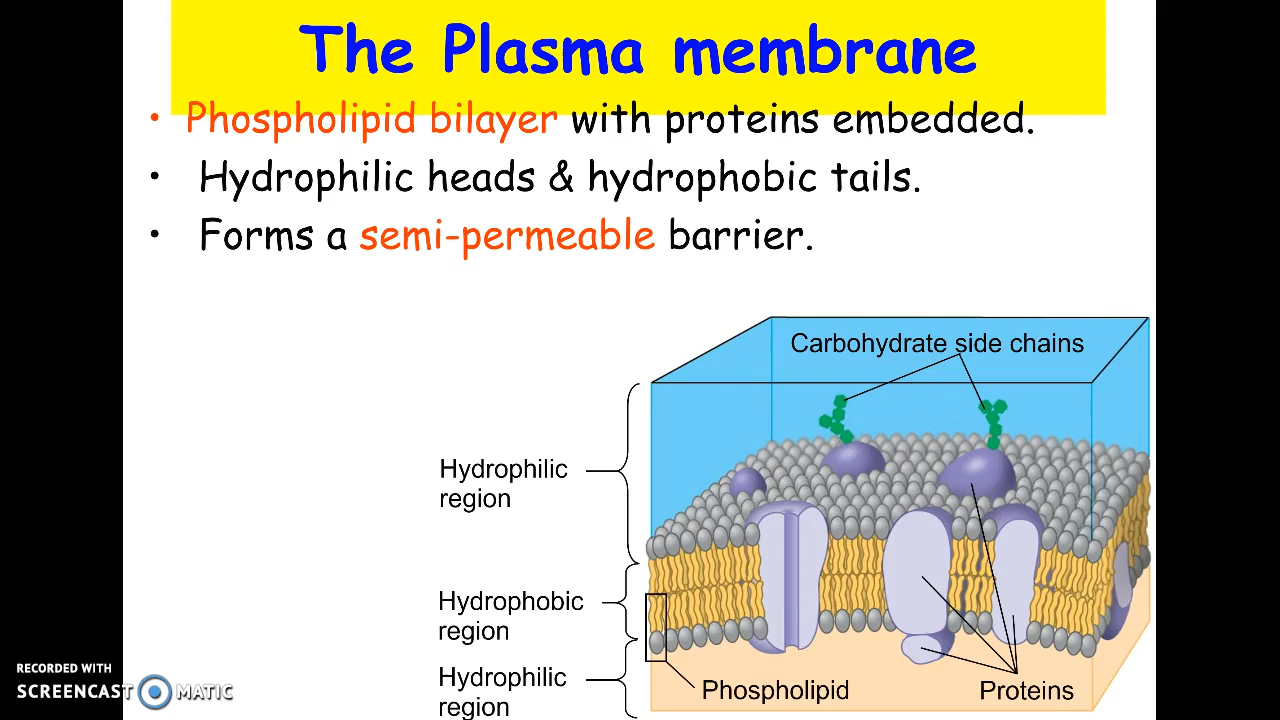 The Plasma membrane
• Phospholipid bilayer with proteins embedded.
• Hydrophilic heads & hydrophobic tails.
• Forms a semi-permeable barrier.
Carbohydrate side chains
Hydrophilic
region
Hydrophobic
region
Hydrophilic
region
Phospholipid
Proteins
RECORDED WITH
SCREENCAST MATIC